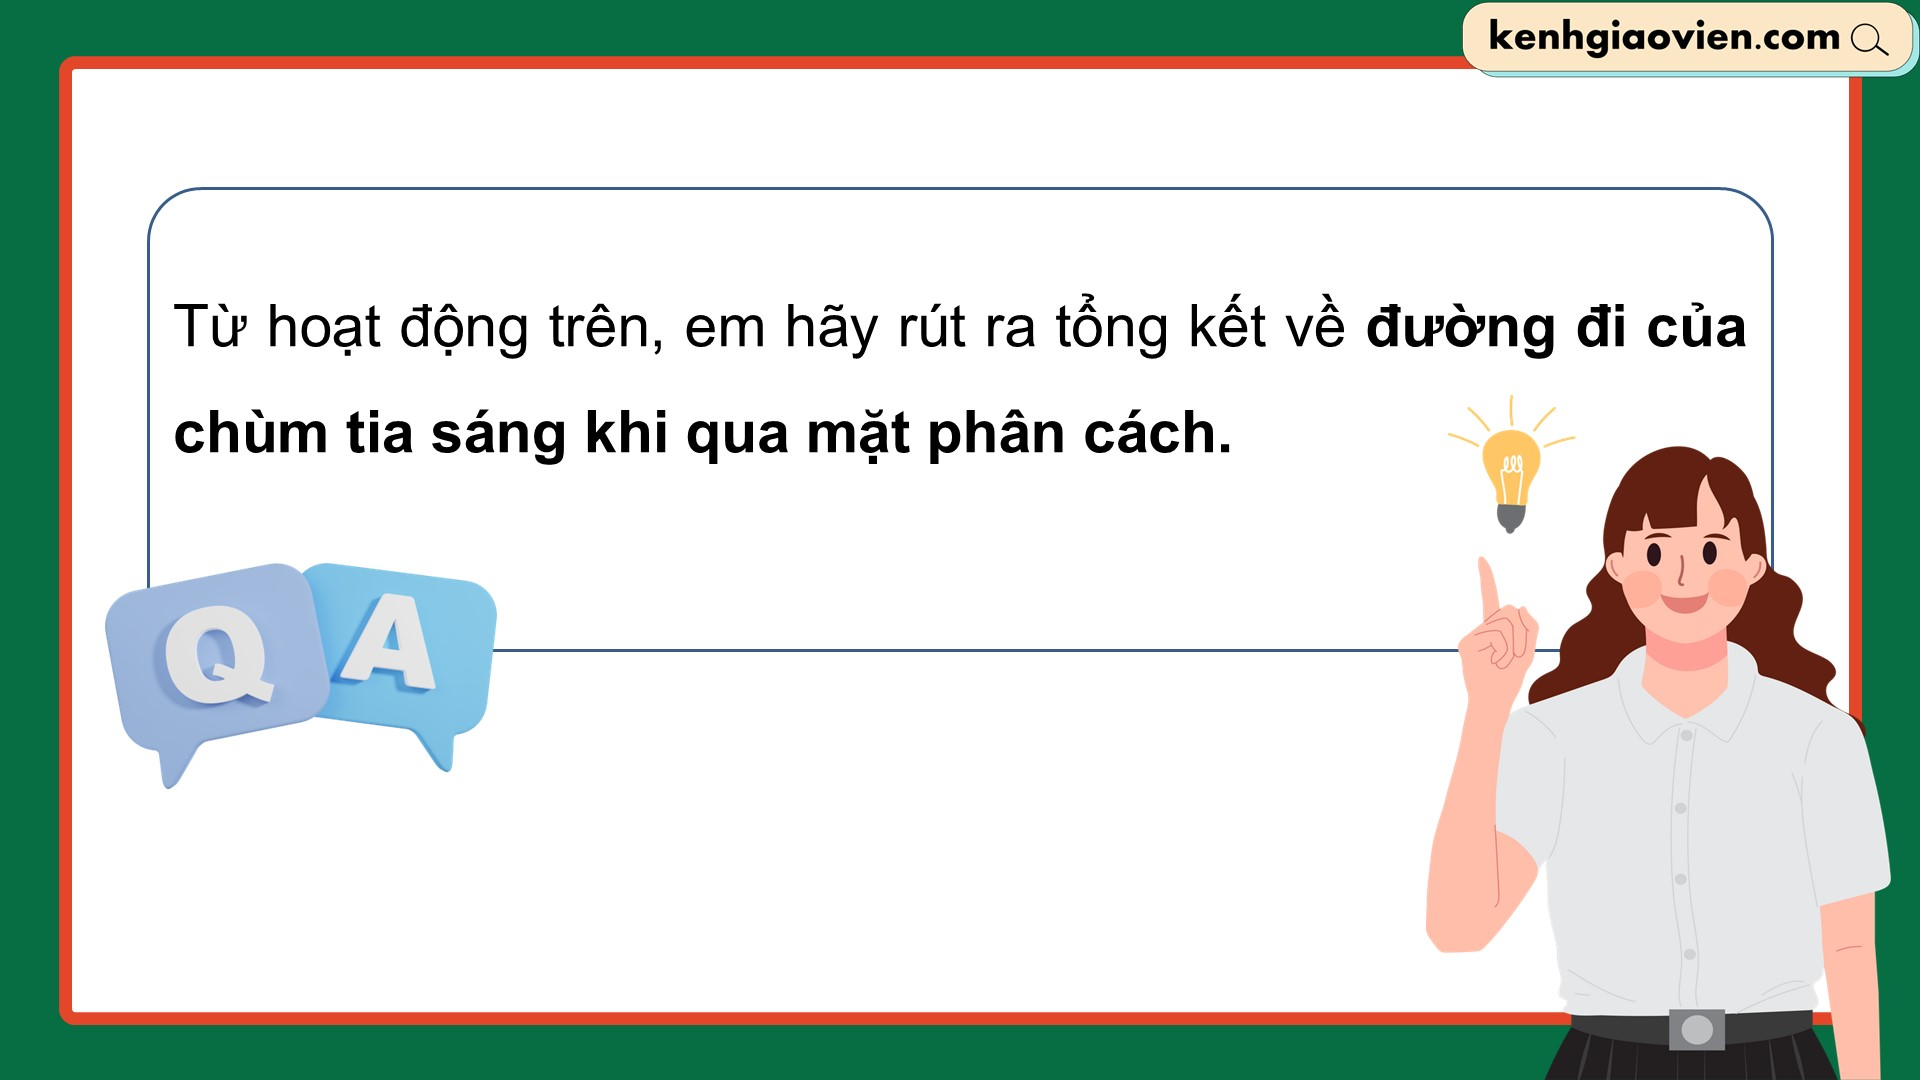 kenhgiaovien.com
Từ hoạt động trên, em hãy rút ra tổng kết về đường đi của
chùm tia sáng khi qua mặt phân cách.
Q A